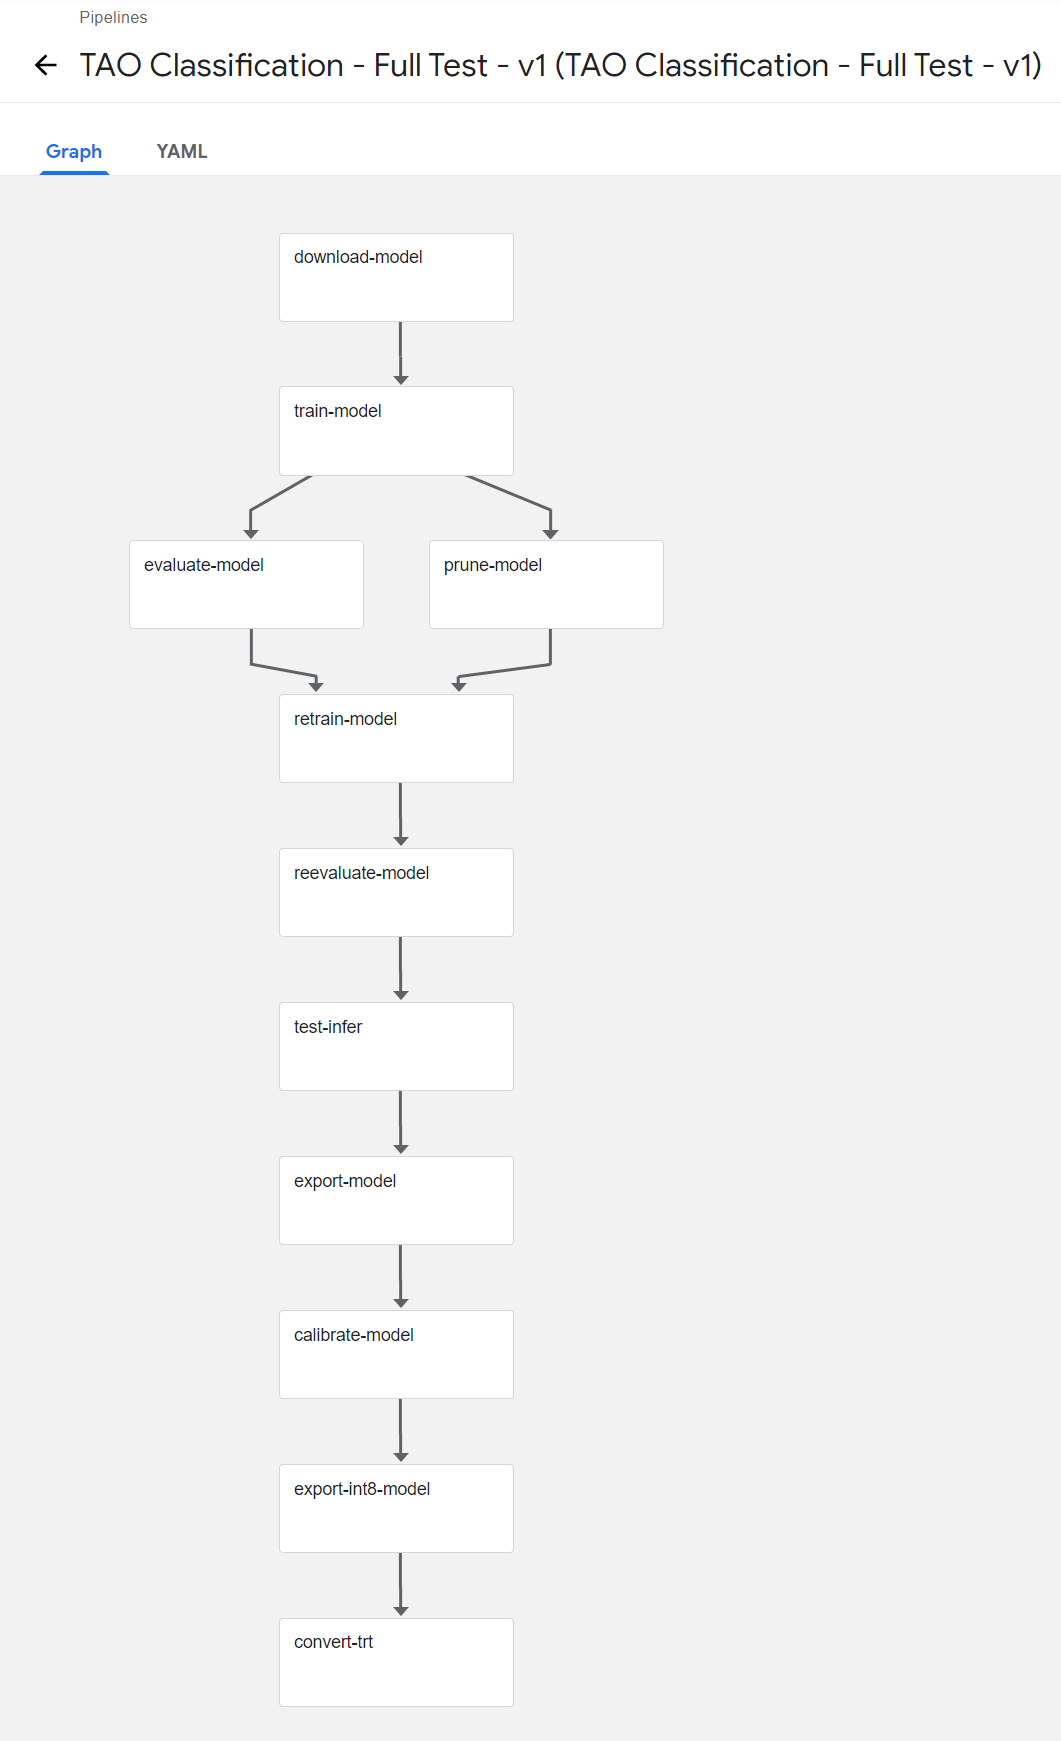 Pipelines
TAO Classification - Full Test - v1 (TAO Classification - Full Test - v1)
Graph YAML
download-model
train-model
evaluate-model prune-model
retrain-model
reevaluate-model
test-infer
export-model
calibrate-model
export-int8-model
convert-trt